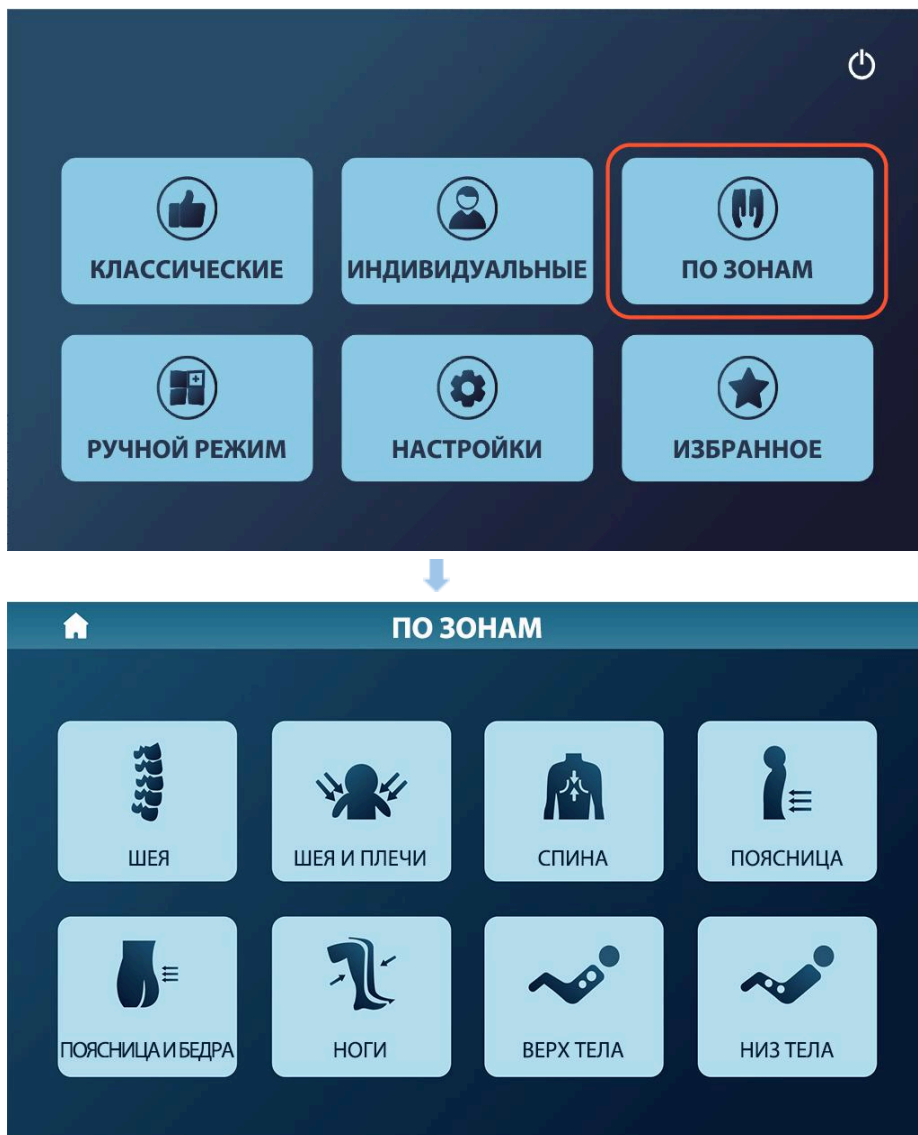 КЛАССИЧЕСКИЕ
ИНДИВИДУАЛЬНЫЕ
ПО ЗОНАМ
РУЧНОЙ РЕЖИМ
НАСТРОЙКИ
ИЗБРАННОЕ
ПО ЗОНАМ
ШЕЯ
ШЕЯ И ПЛЕЧИ
СПИНА
ПОЯСНИЦА
ПОЯСНИЦА И БЕДРА
НОГИ
ВЕРХ ТЕЛА
НИЗ ТЕЛА